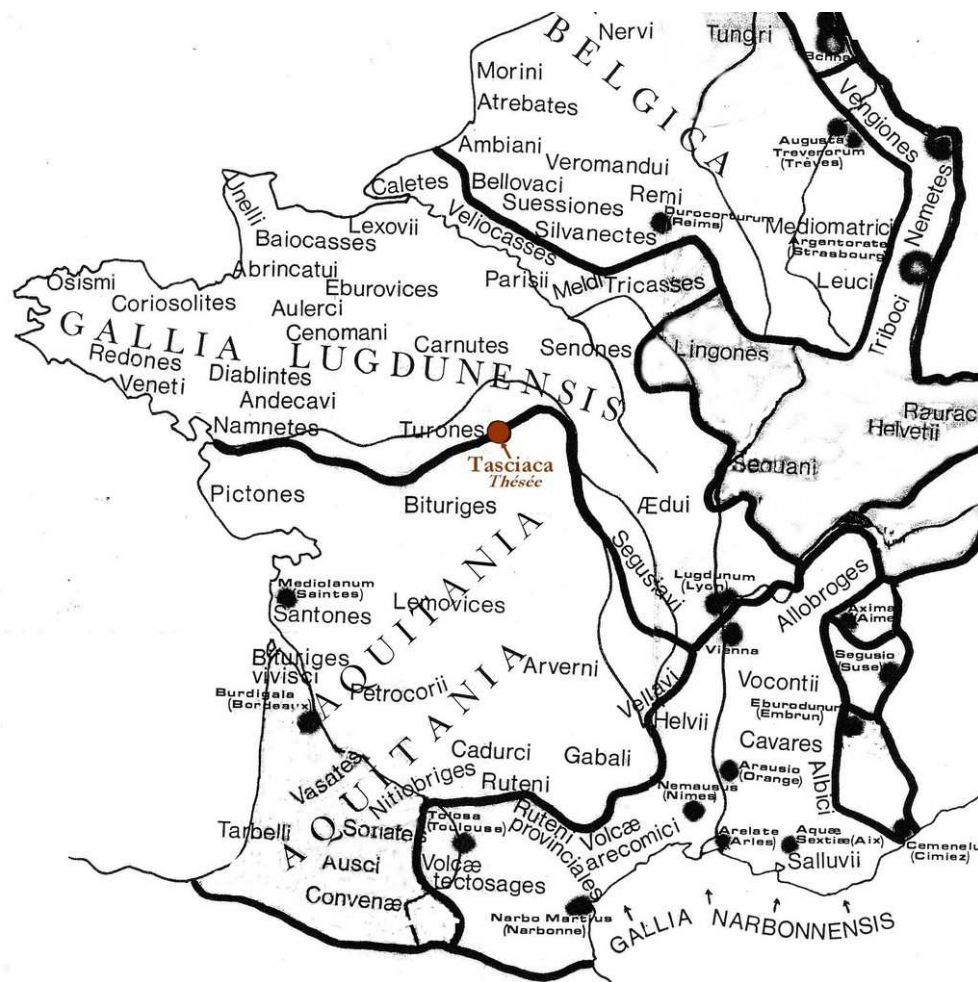 BELGICA
Nervi
Tungri
Morini
Atrebates
Vengiones
Augusta
Treverorum
(Trèves)
Ambiani
Veromandui
Bellovaci
Remi
Caletes
Suessiones
Durocorturum
(Reims)
Nemetes
Unelli
Veliocasses
Silvanectes
Mediomatrici
Argentorate
Strasbourg
Lexovii
Baiocasses
Abrincatui
Eburovices
Parisii
Meldi
Tricasses
Leuci
Osismi
Coriosolites
Aulerci
Cenomani
Triboci
GALLIA LUGDUNENSIS
Carnutes
Senones
Lingones
Redones
Veneti
Diablintes
Andecavi
Namnetes
Turones
Raurac
Helvetii
Tasciaca
Thésée
Sequani
Pictones
Bituriges
Ædui
AQUITANIA
Segusiavi
Lugdunum
(Lyon)
Allobroges
Mediolanum
(Saintes)
Santones
Lemovices
Axima
(Aime)
Vienna
Segusio
(Suse)
Bituriges
vivisci
Burdigala
(Bordeaux)
Petrocorii
Arverni
Vellavi
Helvii
Vocontii
Eburodunum
(Embrun)
AQUITANIA
Cadurci
Gabali
Cavares
Albici
Vasates
Nitiobriges
Ruteni
Arausio
(Orange)
Nemausus
(Nimes)
Tarbelli
Sotiates
Tolosa
(Toulouse)
Ruteni
provinciales
Volcæ
arecomici
Arelate
(Arles)
Aquæ
Sextiæ (Aix)
Cemenelu
(Cimiez)
Salluvii
Ausci
Volcæ
tectosages
Convenæ
Narbo Martius
(Narbonne)
GALLIA NARBONNENSIS